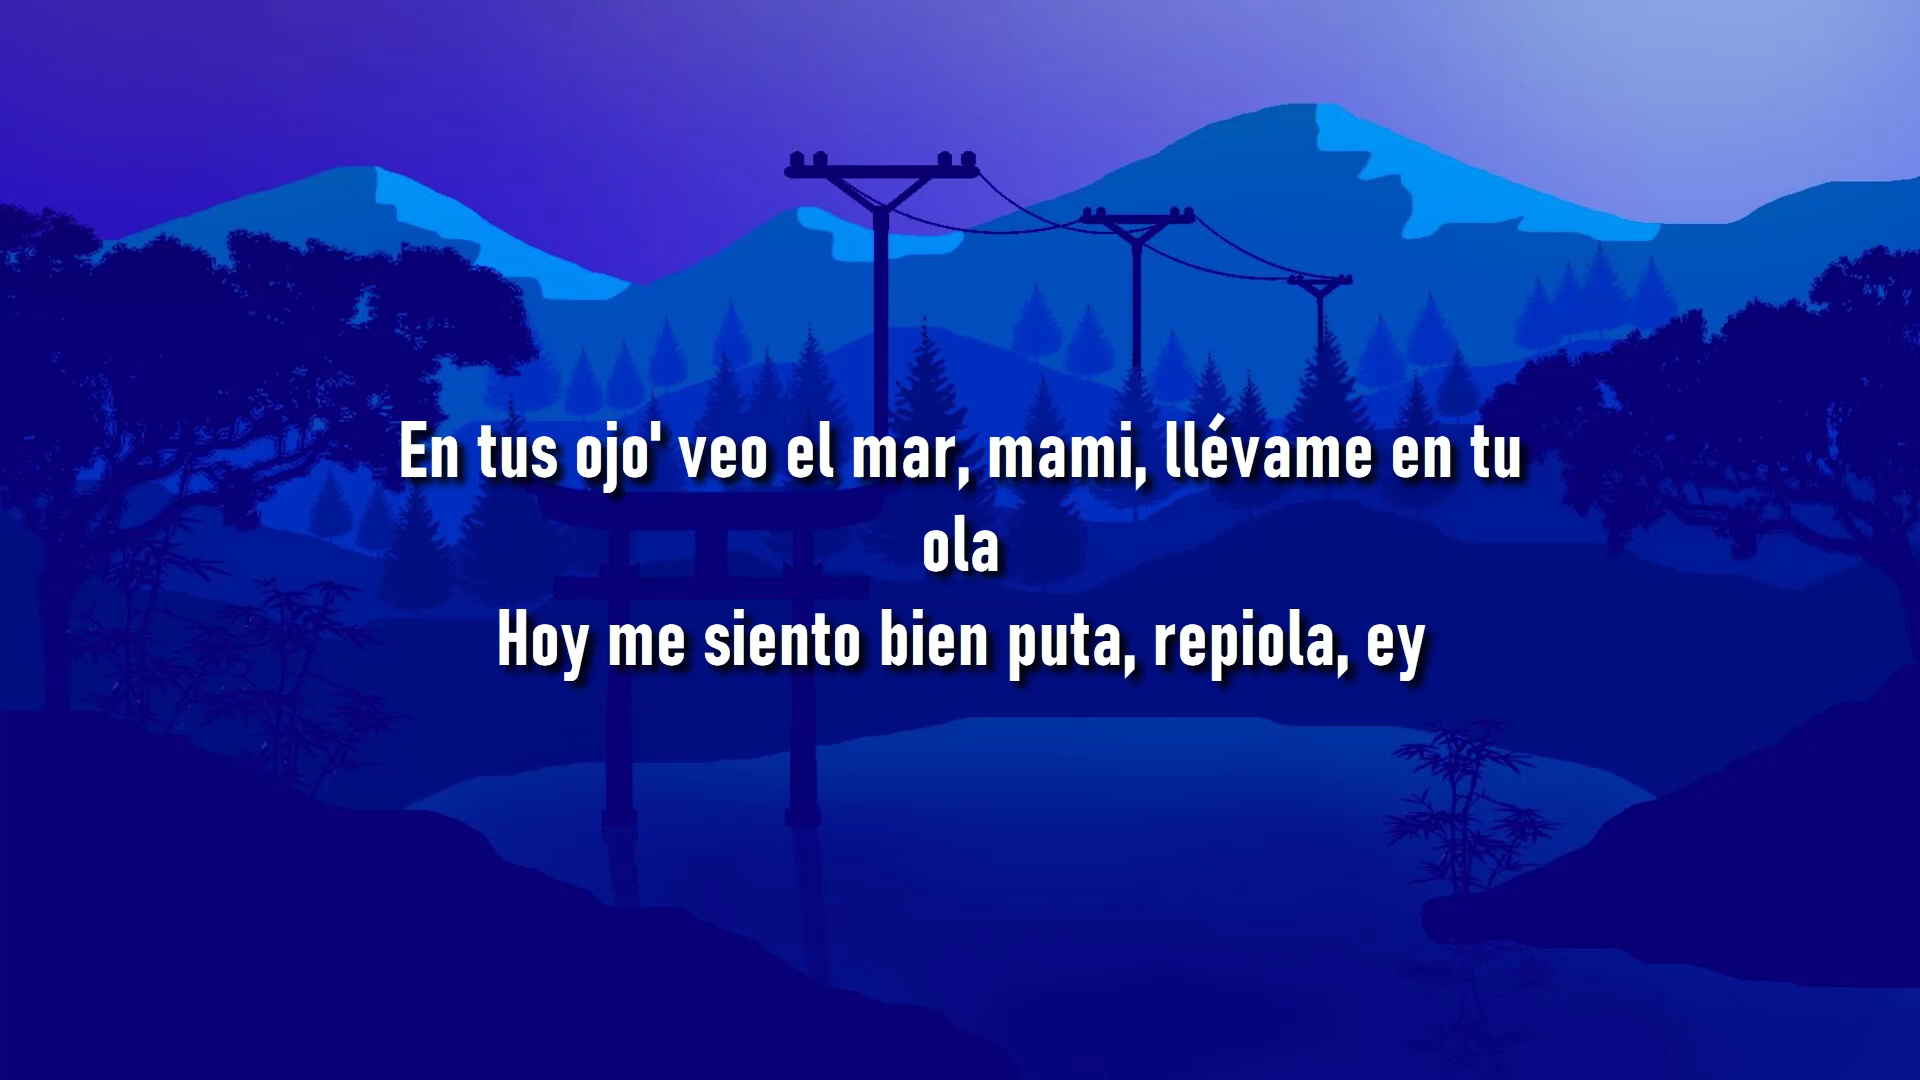 En tus ojo' veo el mar, mami, llévame en tu
ola
Hoy me siento bien puta, repiola, ey